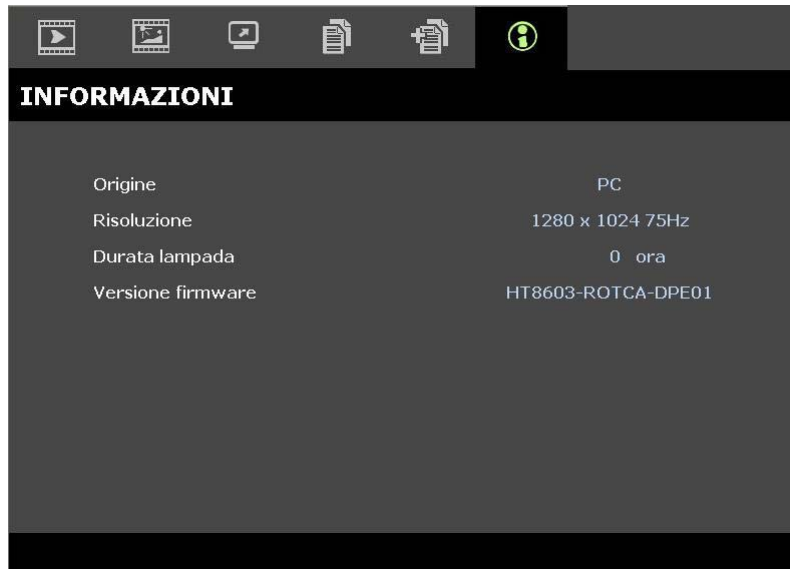 INFORMAZIONI
Origine PC
Risoluzione 1280 x 1024 75Hz
Durata lampada 0 ora
Versione firmware HT8603-ROTCA-DPE01